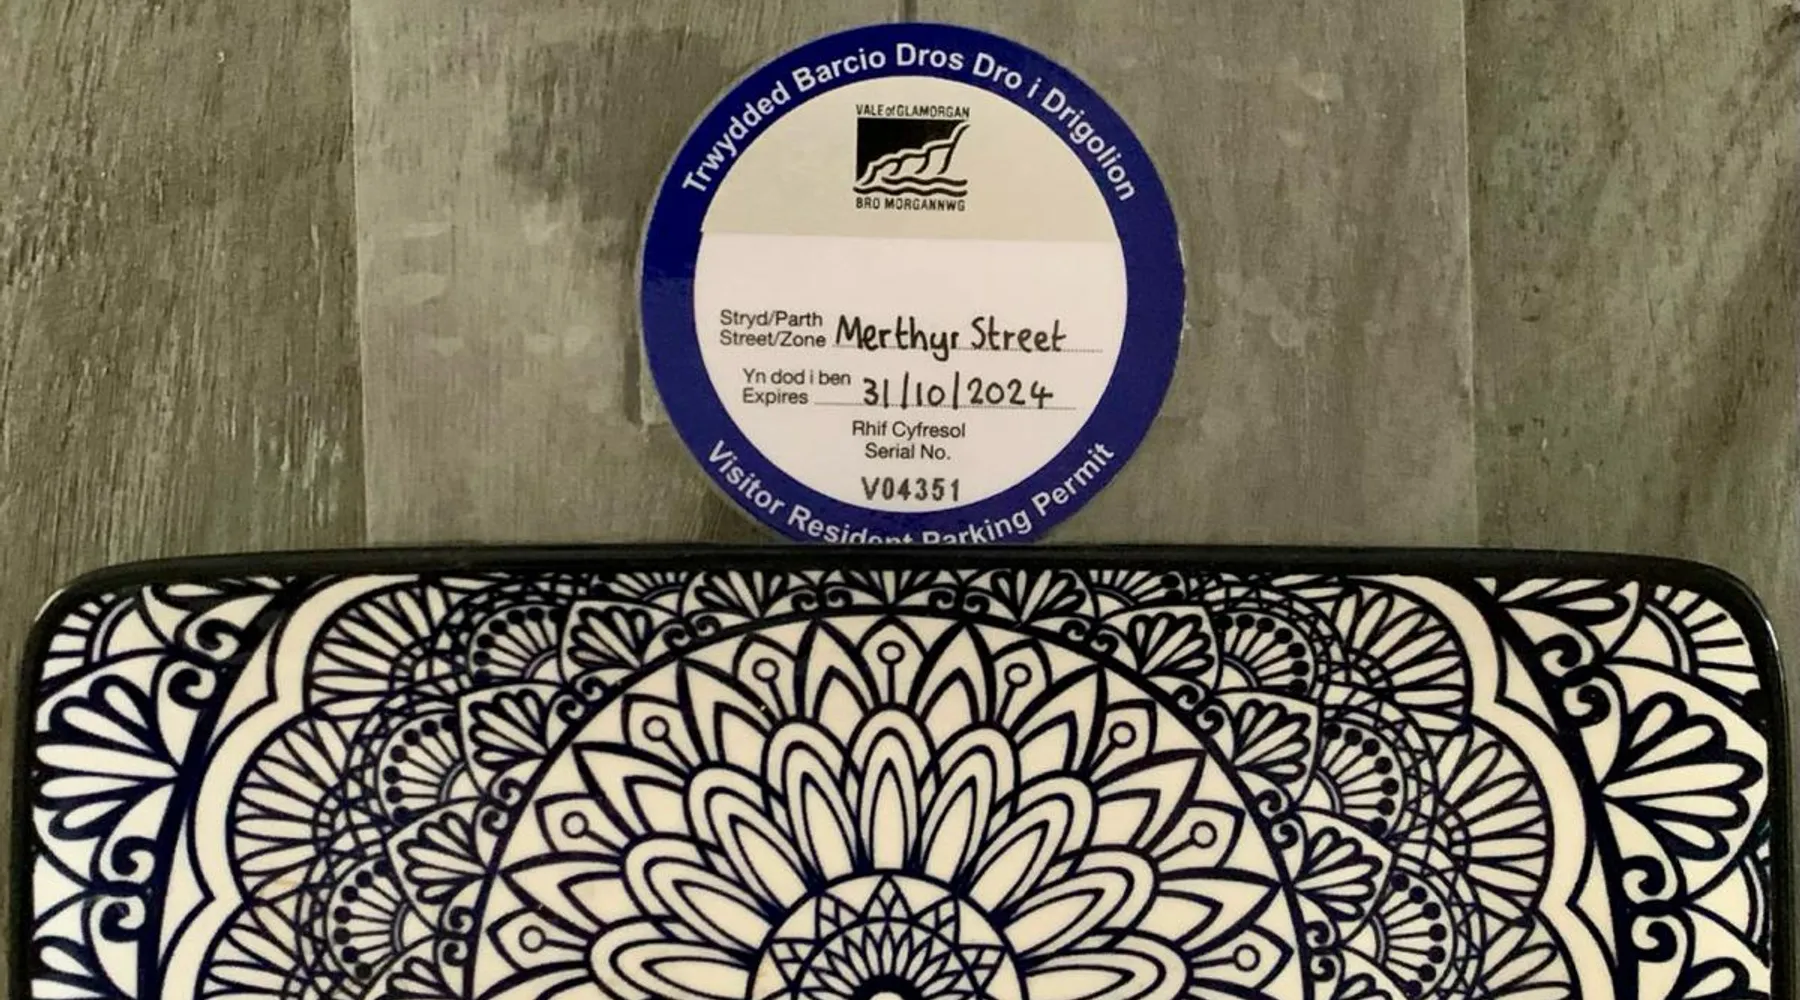 Trwydded Barcio Dros Dro i Drigolion
VALE of GLAMORGAN
BRO MORGANNWG
Stryd/Parth
Street/Zone Merthyr Street
Yn dod i ben
Expires 31/10/2024
Rhif Cyfresol
Serial No.
V04351
Visitor Resident Parking Permit